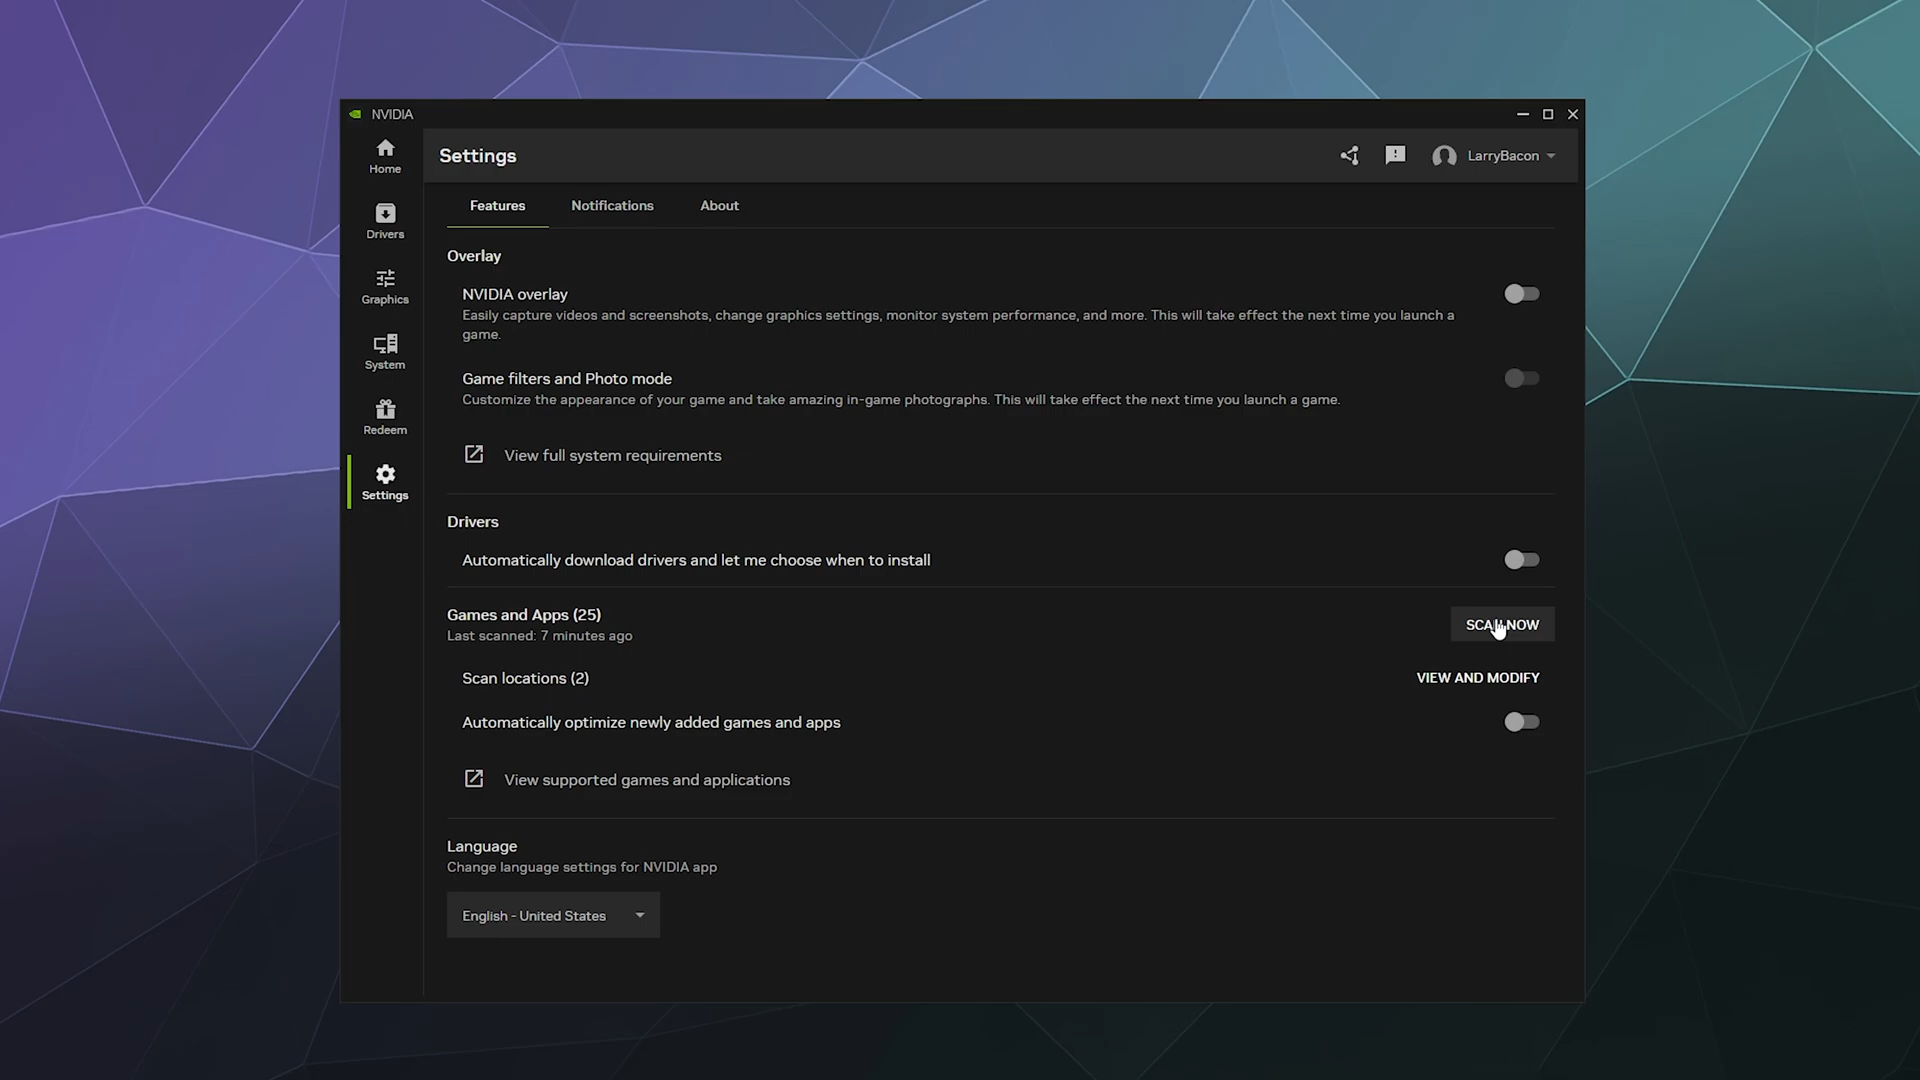 NVIDIA
Home
Settings
LarryBacon
Features
Notifications
About
Drivers
Graphics
System
Redeem
Settings
Overlay
NVIDIA overlay
Easily capture videos and screenshots, change graphics settings, monitor system performance, and more. This will take effect the next time you launch a
game.
Game filters and Photo mode
Customize the appearance of your game and take amazing in-game photographs. This will take effect the next time you launch a game.
View full system requirements
Drivers
Automatically download drivers and let me choose when to install
Games and Apps (25)
Last scanned: 7 minutes ago
SCAN NOW
Scan locations (2)
VIEW AND MODIFY
Automatically optimize newly added games and apps
View supported games and applications
Language
Change language settings for NVIDIA app
English - United States